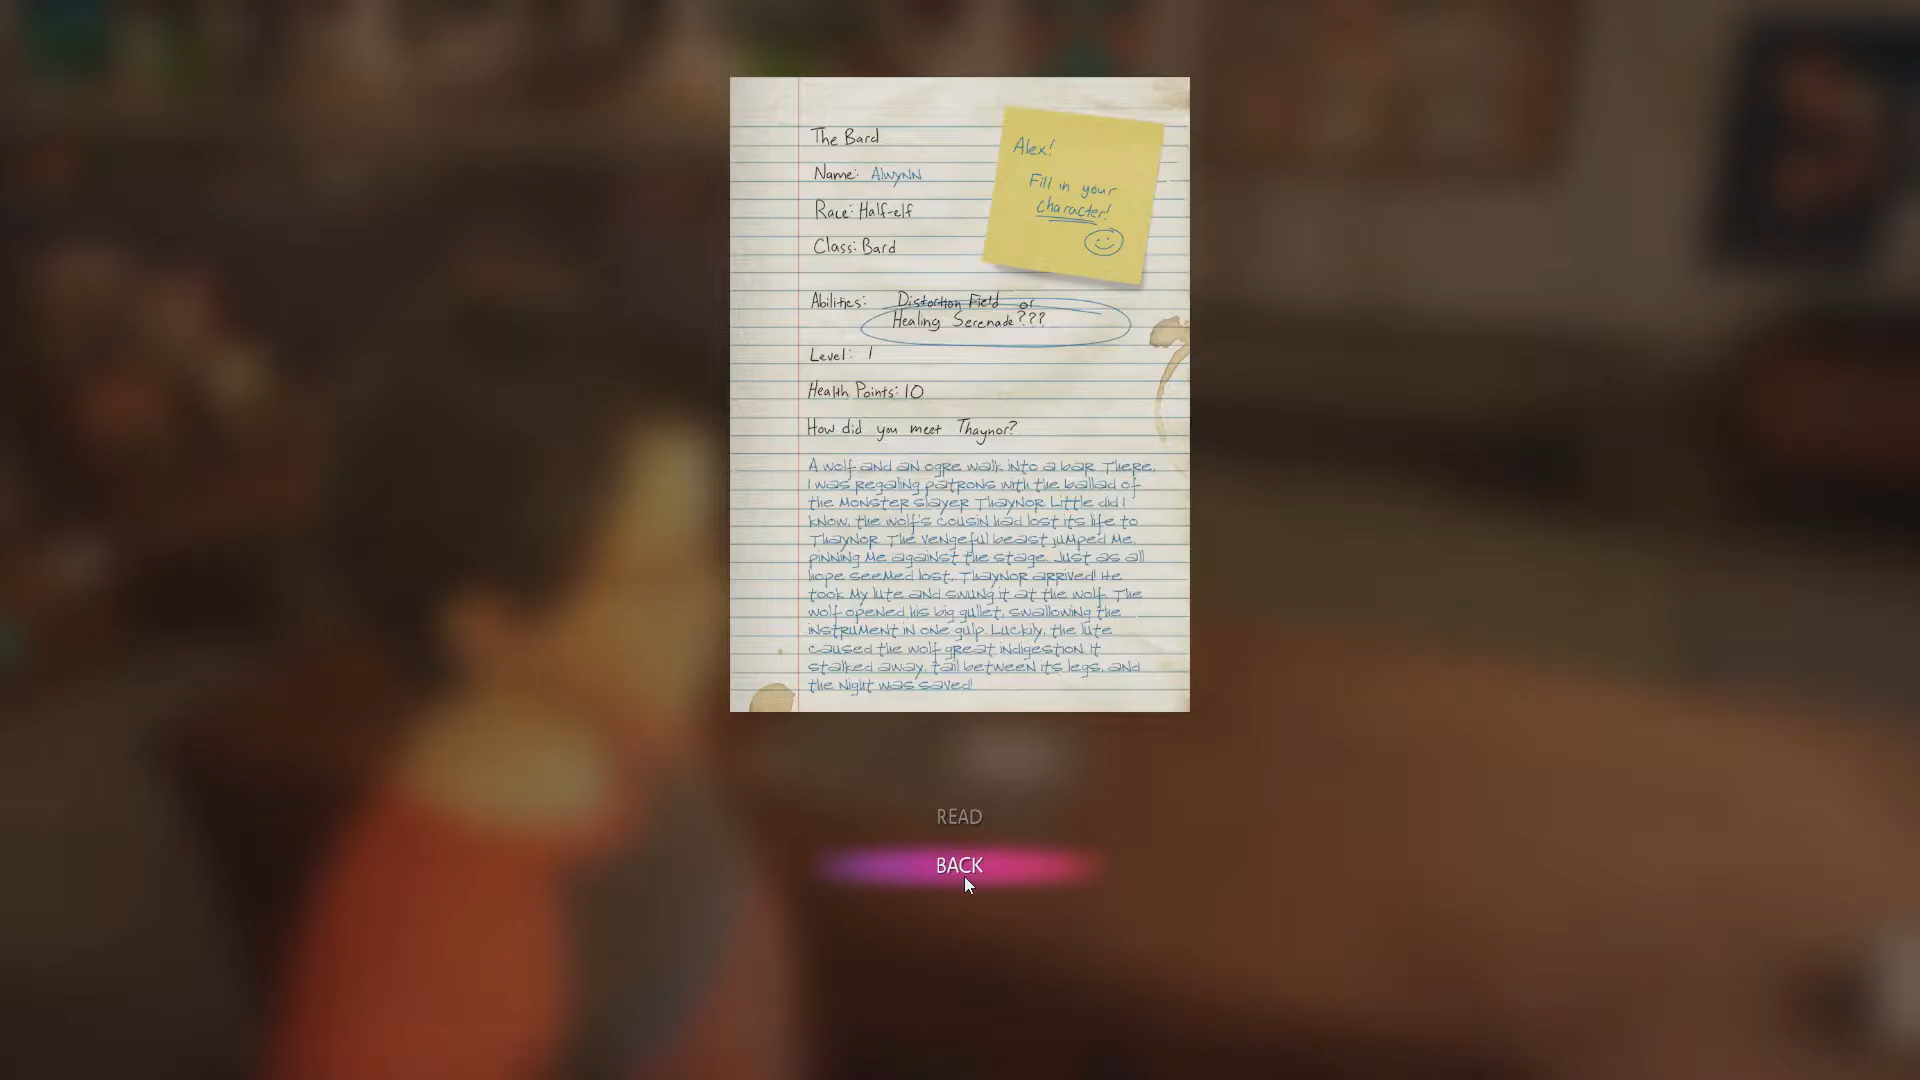 The Bard
Name: Alwynn
Race: Half-elf
Class: Bard
Alex!
Fill in your
character!
Abilities: Distortion Field or
Healing Serenade???
Level: 1
Health Points: 10
How did you meet Thaynor?
A wolf and an ogre walk into a bar. There,
I was regaling patrons with the ballad of
the monster slayer Thaynor. Little did I
know, the wolf's cousin had lost its life to
Thaynor. The vengeful beast jumped me,
pinning me against the stage. Just as all
hope seemed lost, Thaynor arrived! He
took my lute and swung it at the wolf. The
wolf opened his big gullet, swallowing the
instrument in one gulp. Luckily, the lute
caused the wolf great indigestion. It
stalked away, tail between its legs, and
the night was saved!
READ
BACK